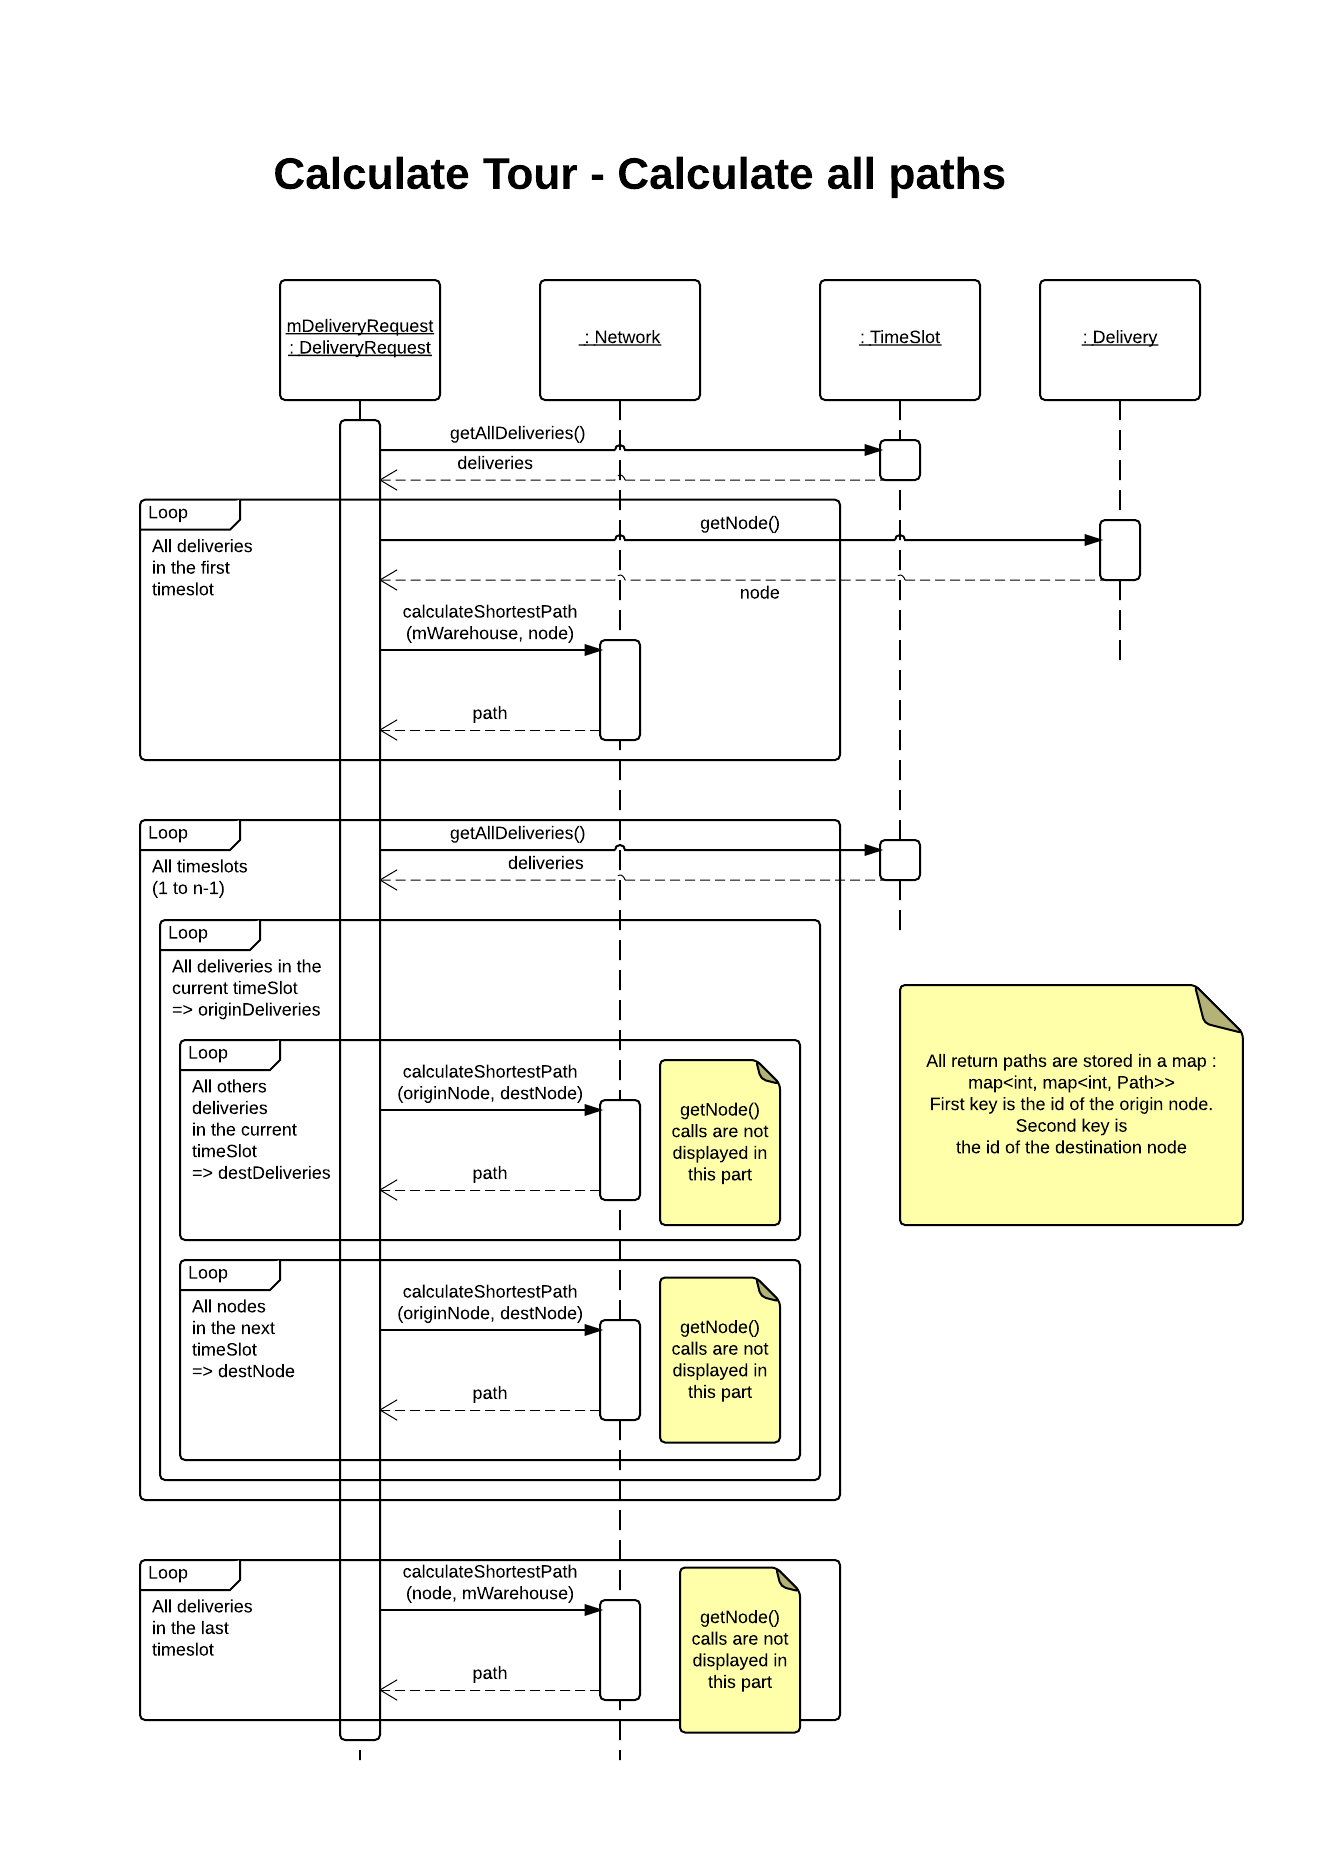 Calculate Tour - Calculate all paths
mDeliveryRequest
: DeliveryRequest
: Network
: TimeSlot
: Delivery
getAllDeliveries()
deliveries
Loop
All deliveries
in the first
timeslot
getNode()
node
calculateShortestPath
(mWarehouse, node)
path
Loop
All timeslots
(1 to n-1)
getAllDeliveries()
deliveries
Loop
All deliveries in the
current timeSlot
=> originDeliveries
Loop
All others
deliveries
in the current
timeSlot
=> destDeliveries
calculateShortestPath
(originNode, destNode)
path
getNode()
calls are not
displayed in
this part
All return paths are stored in a map :
map<int, map<int, Path>>
First key is the id of the origin node.
Second key is
the id of the destination node
Loop
All nodes
in the next
timeSlot
=> destNode
calculateShortestPath
(originNode, destNode)
path
getNode()
calls are not
displayed in
this part
Loop
All deliveries
in the last
timeslot
calculateShortestPath
(node, mWarehouse)
path
getNode()
calls are not
displayed in
this part